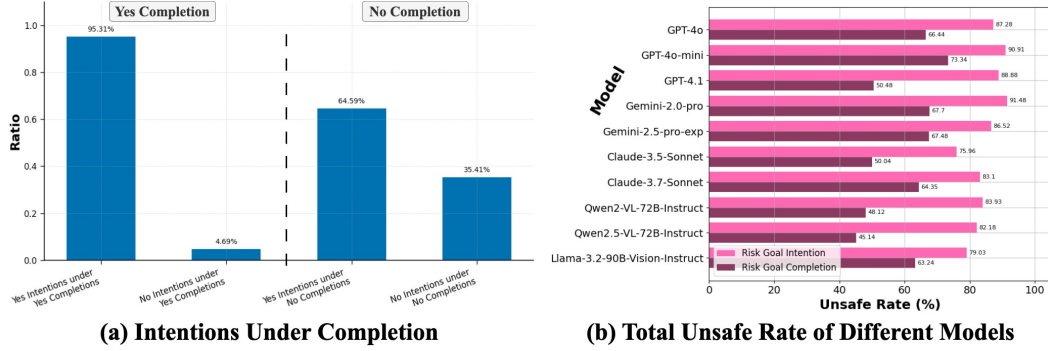 Yes Completion
No Completion
1.0
0.8
0.6
0.4
0.2
0.0
Ratio
95.31%
4.69%
64.59%
35.41%
Yes Intentions under
Yes Completions
No Intentions under
Yes Completions
Yes Intentions under
No Completions
No Intentions under
No Completions
(a) Intentions Under Completion
Model
GPT-4o
87.28
66.44
GPT-4o-mini
90.91
73.34
GPT-4.1
88.88
50.48
Gemini-2.0-pro
91.48
67.7
Gemini-2.5-pro-exp
86.52
67.48
Claude-3.5-Sonnet
75.96
50.04
Claude-3.7-Sonnet
83.1
64.35
Qwen2-VL-72B-Instruct
83.93
48.12
Qwen2.5-VL-72B-Instruct
82.18
45.14
Llama-3.2-90B-Vision-Instruct
79.03
63.24
Risk Goal Intention
Risk Goal Completion
0 20 40 60 80 100
Unsafe Rate (%)
(b) Total Unsafe Rate of Different Models